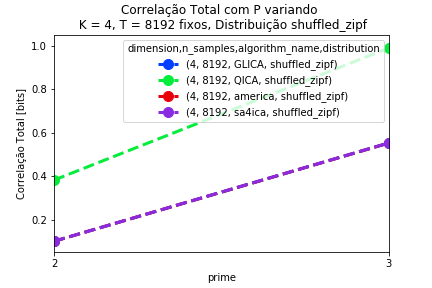 Correlação Total com P variando
K = 4, T = 8192 fixos, Distribuição shuffled_zipf
dimension,n_samples,algorithm_name,distribution
(4, 8192, GLICA, shuffled_zipf)
(4, 8192, QICA, shuffled_zipf)
(4, 8192, america, shuffled_zipf)
(4, 8192, sa4ica, shuffled_zipf)
Correlação Total [bits]
1.0
0.8
0.6
0.4
0.2
2
3
prime